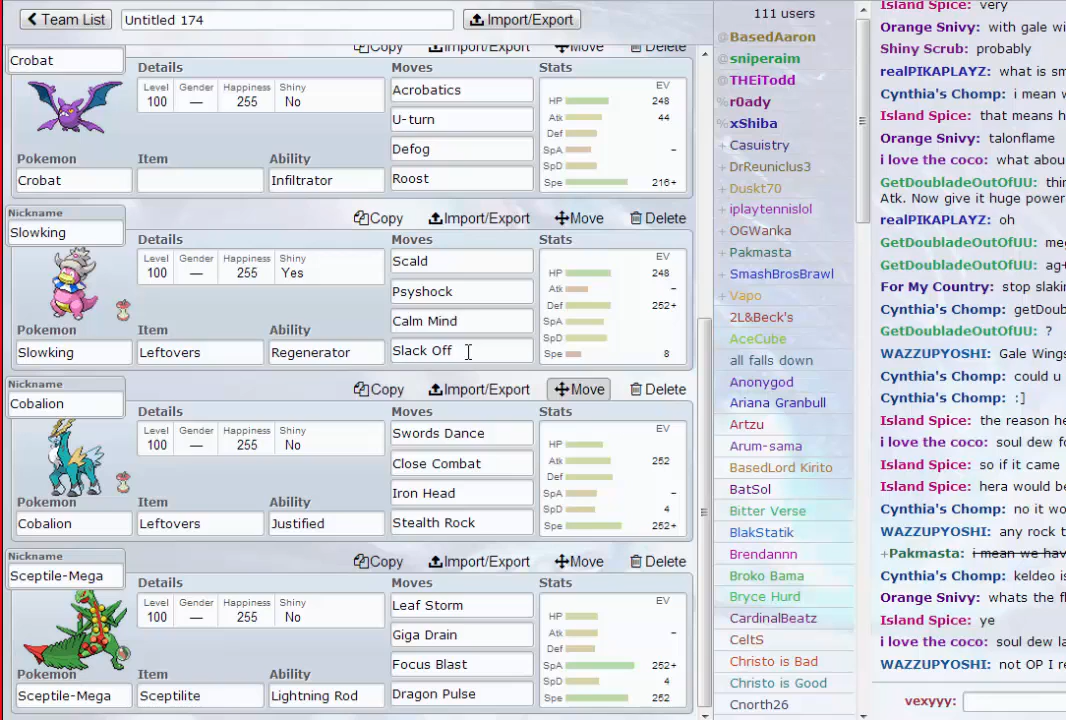 Team List
Untitled 174
Import/Export
Copy Import/Export Move Delete
Crobat
Details
Moves
Stats
Level Gender Happiness Shiny
100 — 255 No
Acrobatics
U-turn
Defog
Roost
EV
HP 248
Atk 44
Def
SpA –
SpD
Spe 216+
Pokemon Item Ability
Crobat Infiltrator
Nickname
Slowking
Copy Import/Export Move Delete
Details
Moves
Stats
Level Gender Happiness Shiny
100 — 255 Yes
Scald
Psyshock
Calm Mind
Slack Off
EV
HP 248
Atk –
Def 252+
SpA
SpD
Spe 8
Pokemon Item Ability
Slowking Leftovers Regenerator
Nickname
Cobalion
Copy Import/Export Move Delete
Details
Moves
Stats
Level Gender Happiness Shiny
100 — 255 No
Swords Dance
Close Combat
Iron Head
Stealth Rock
EV
HP
Atk 252
Def
SpA –
SpD 4
Spe 252+
Pokemon Item Ability
Cobalion Leftovers Justified
Nickname
Sceptile-Mega
Copy Import/Export Move Delete
Details
Moves
Stats
Level Gender Happiness Shiny
100 — 255 No
Leaf Storm
Giga Drain
Focus Blast
Dragon Pulse
EV
HP
Atk –
Def
SpA 252+
SpD 4
Spe 252
Pokemon Item Ability
Sceptile-Mega Sceptilite Lightning Rod
111 users
@BasedAaron
@sniperaim
%THEiTodd
%r0ady
%xShiba
+Casuistry
+DrReuniclus3
+Duskt70
+iplaytennislol
+OGWanka
+Pakmasta
+SmashBrosBrawl
+Vapo
2L&Beck's
AceCube
all falls down
Anonygod
Ariana Granbull
Artzu
Arum-sama
BasedLord Kirito
BatSol
Bitter Verse
BlakStatik
Brendannn
Broko Bama
Bryce Hurd
CardinalBeatz
CeltS
Christo is Bad
Christo is Good
Cnorth26
Island Spice: very
Orange Snivy: with gale wi
Shiny Scrub: probably
realPIKAPLAYZ: what is sm
Cynthia's Chomp: i mean w
Island Spice: that means h
Orange Snivy: talonflame
i love the coco: what abou
GetDoubladeOutOfUU: thir
Atk. Now give it huge power
realPIKAPLAYZ: oh
GetDoubladeOutOfUU: meg
GetDoubladeOutOfUU: ag+
For My Country: stop slakin
Cynthia's Chomp: getDoub
GetDoubladeOutOfUU: ?
WAZZUPYOSHI: Gale Wings
Cynthia's Chomp: could u
Cynthia's Chomp: :]
Island Spice: the reason he
i love the coco: soul dew fo
Island Spice: so if it came
Island Spice: hera would be
Cynthia's Chomp: no it wo
WAZZUPYOSHI: any rock t
+Pakmasta: i mean we hav
Cynthia's Chomp: keldeo is
Orange Snivy: whats the fl
Island Spice: ye
i love the coco: soul dew la
WAZZUPYOSHI: not OP I re
vexyyy: